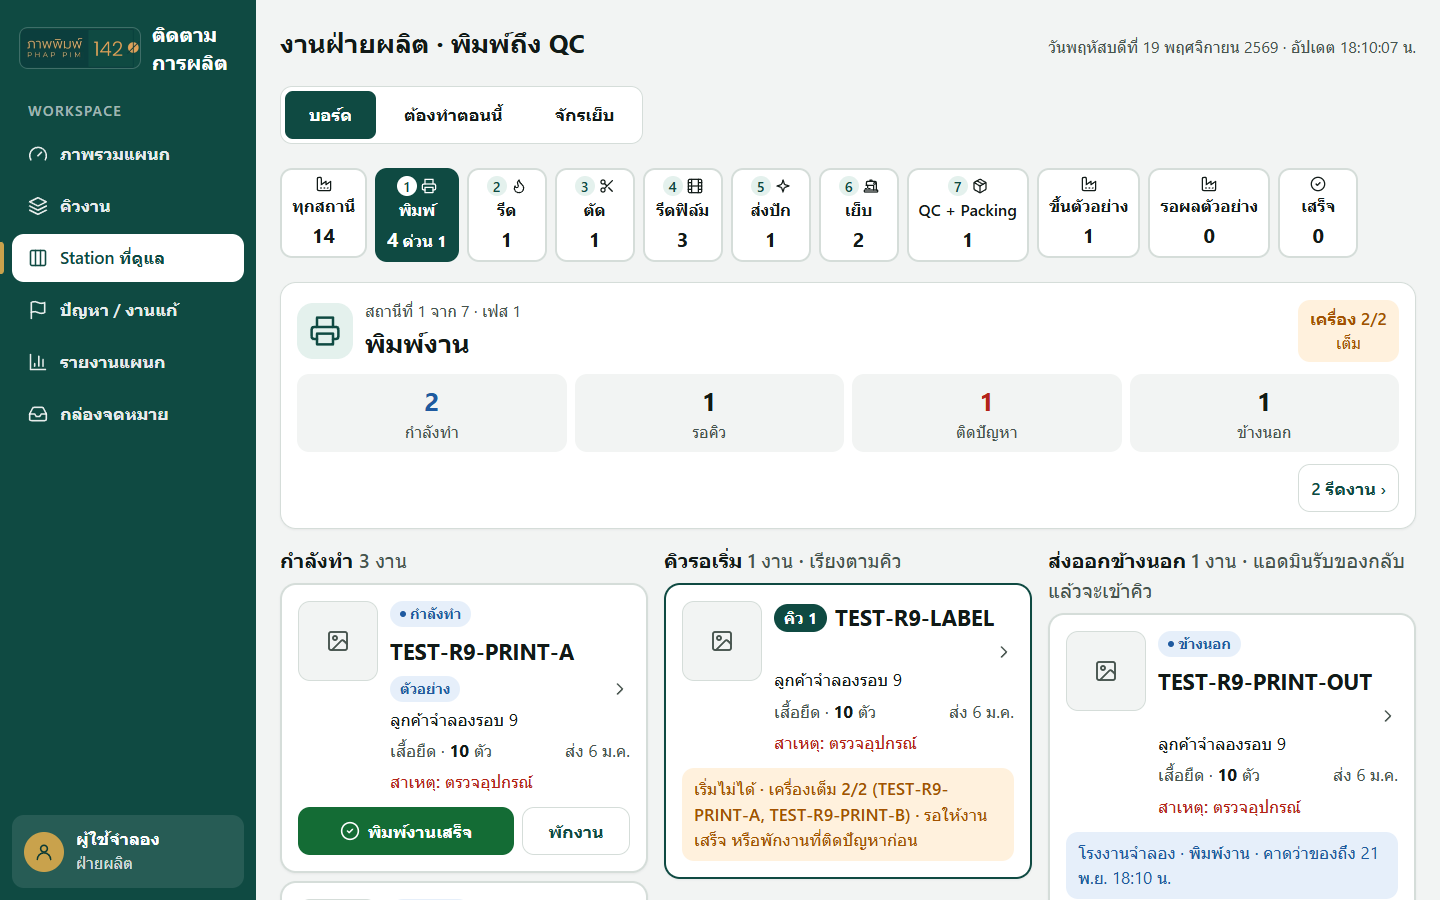 ภาพพิมพ์
PHAP PIM
142
ติดตาม
การผลิต
WORKSPACE
ภาพรวมแผนก
คิวงาน
Station ที่ดูแล
ปัญหา / งานแก้
รายงานแผนก
กล่องจดหมาย
ผู้ใช้จำลอง
ฝ่ายผลิต
งานฝ่ายผลิต · พิมพ์ถึง QC
วันพฤหัสบดีที่ 19 พฤศจิกายน 2569 · อัปเดต 18:10:07 น.
บอร์ด
ต้องทำตอนนี้
จักรเย็บ
ทุกสถานี
14
1
พิมพ์
4 ด่วน 1
2
รีด
1
3
ตัด
1
4
รีดฟิล์ม
3
5
ส่งปัก
1
6
เย็บ
2
7
QC + Packing
1
ขึ้นตัวอย่าง
1
รอผลตัวอย่าง
0
เสร็จ
0
สถานีที่ 1 จาก 7 · เฟส 1
พิมพ์งาน
เครื่อง 2/2
เต็ม
2
กำลังทำ
1
รอคิว
1
ติดปัญหา
1
ข้างนอก
2 รีดงาน ›
กำลังทำ 3 งาน
กำลังทำ
TEST-R9-PRINT-A
ตัวอย่าง
ลูกค้าจำลองรอบ 9
เสื้อยืด · 10 ตัว
ส่ง 6 ม.ค.
สาเหตุ: ตรวจอุปกรณ์
พิมพ์งานเสร็จ
พักงาน
คิวรอเริ่ม 1 งาน · เรียงตามคิว
คิว 1
TEST-R9-LABEL
ลูกค้าจำลองรอบ 9
เสื้อยืด · 10 ตัว
ส่ง 6 ม.ค.
สาเหตุ: ตรวจอุปกรณ์
เริ่มไม่ได้ · เครื่องเต็ม 2/2 (TEST-R9-
PRINT-A, TEST-R9-PRINT-B) · รอให้งาน
เสร็จ หรือพักงานที่ติดปัญหาก่อน
ส่งออกข้างนอก 1 งาน · แอดมินรับของกลับ
แล้วจะเข้าคิว
ข้างนอก
TEST-R9-PRINT-OUT
ลูกค้าจำลองรอบ 9
เสื้อยืด · 10 ตัว
ส่ง 6 ม.ค.
สาเหตุ: ตรวจอุปกรณ์
โรงงานจำลอง · พิมพ์งาน · คาดว่าของถึง 21
พ.ย. 18:10 น.